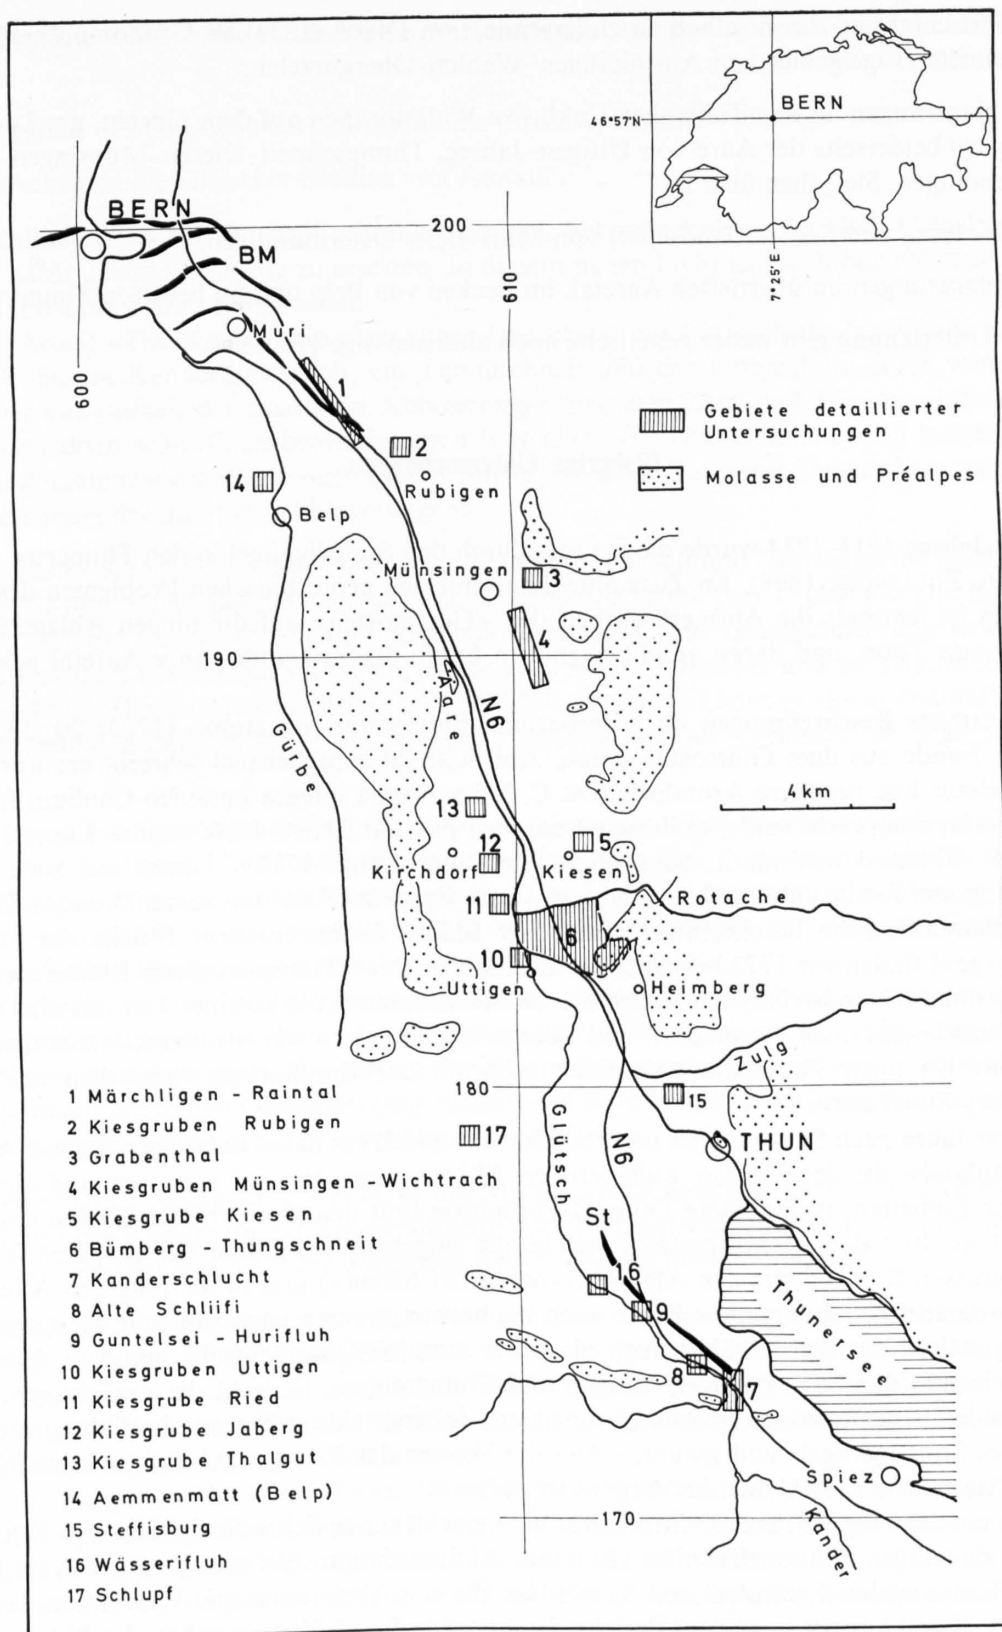 BERN
46°57'N
7°25'E
BERN
BM
200
610
600
Muri
1
2
Rubigen
14
Belp
Gebiete detaillierter
Untersuchungen
Molasse und Préalpes
Münsingen
3
4
190
Aare
N6
Gürbe
4 km
13
12
5
Kirchdorf
Kiesen
11
Rotache
6
10
Uttigen
Heimberg
Zulg
180
15
17
THUN
Glütsch
N6
St
16
9
8
7
Thunersee
Spiez
170
Kander
1 Märchligen - Raintal
2 Kiesgruben Rubigen
3 Grabenthal
4 Kiesgruben Münsingen - Wichtrach
5 Kiesgrube Kiesen
6 Bümberg - Thungschneit
7 Kanderschlucht
8 Alte Schliifi
9 Guntelsei - Hurifluh
10 Kiesgruben Uttigen
11 Kiesgrube Ried
12 Kiesgrube Jaberg
13 Kiesgrube Thalgut
14 Aemmenmatt (Belp)
15 Steffisburg
16 Wässerifluh
17 Schlupf